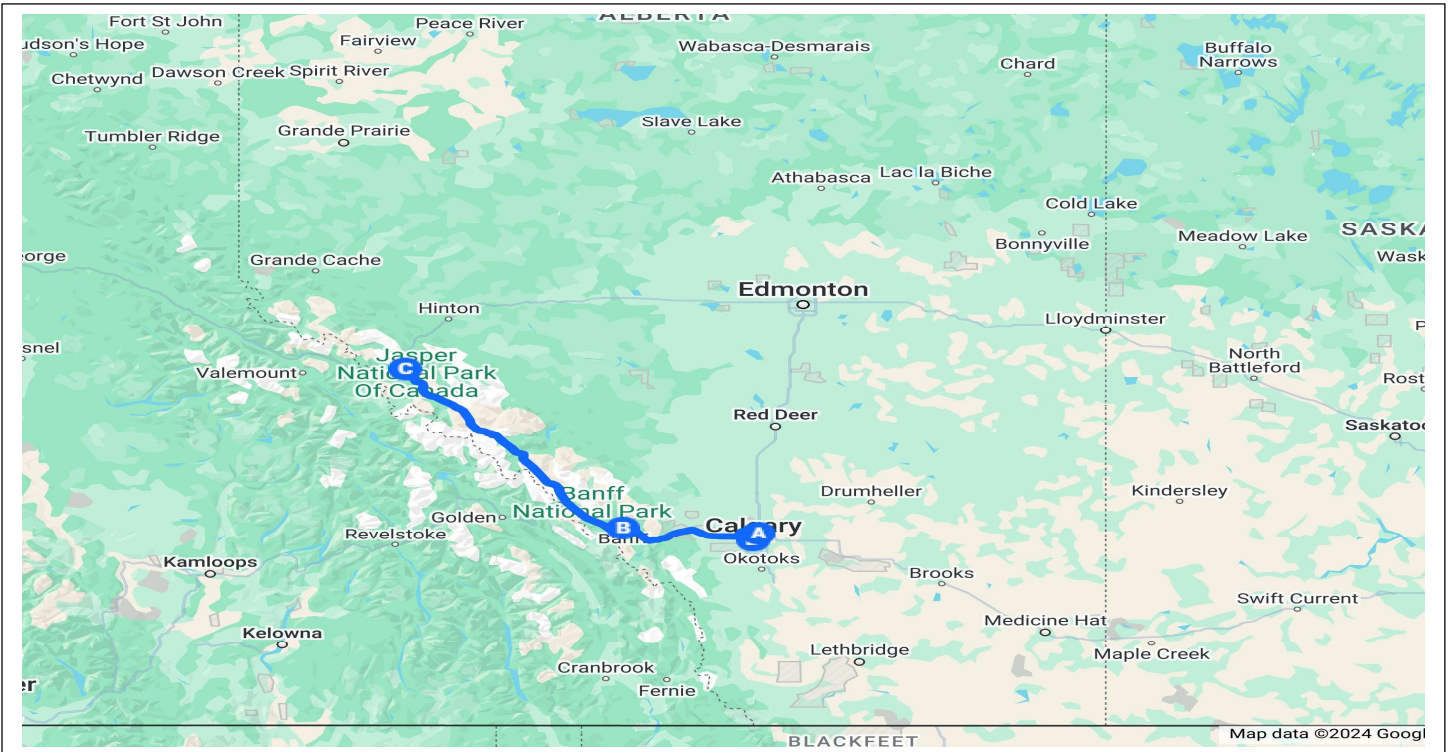 ALBERTA
Fort St John
Peace River
udson's Hope
Fairview
Wabasca-Desmarais
Buffalo
Narrows
Chetwynd
Dawson Creek
Spirit River
Chard
Tumbler Ridge
Grande Prairie
Slave Lake
Athabasca
Lac la Biche
Cold Lake
Bonnyville
Meadow Lake
SASKA
eorge
Grande Cache
Wask
Edmonton
Hinton
Lloydminster
snel
Jasper
National Park
Of Canada
C
Valemount
North
Battleford
Rost
Red Deer
Saskatoo
Banff
National Park
Drumheller
Kindersley
Golden
Revelstoke
B
Banff
Calgary
A
Okotoks
Kamloops
Brooks
Swift Current
Medicine Hat
Kelowna
Lethbridge
Maple Creek
Cranbrook
Fernie
er
BLACKFEET
Map data ©2024 Googl